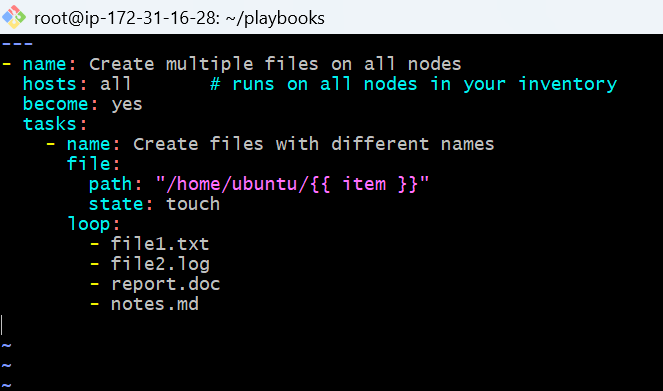 root@ip-172-31-16-28: ~/playbooks
---
- name: Create multiple files on all nodes
  hosts: all       # runs on all nodes in your inventory
  become: yes
  tasks:
    - name: Create files with different names
      file:
        path: "/home/ubuntu/{{ item }}"
        state: touch
      loop:
        - file1.txt
        - file2.log
        - report.doc
        - notes.md

~
~
~